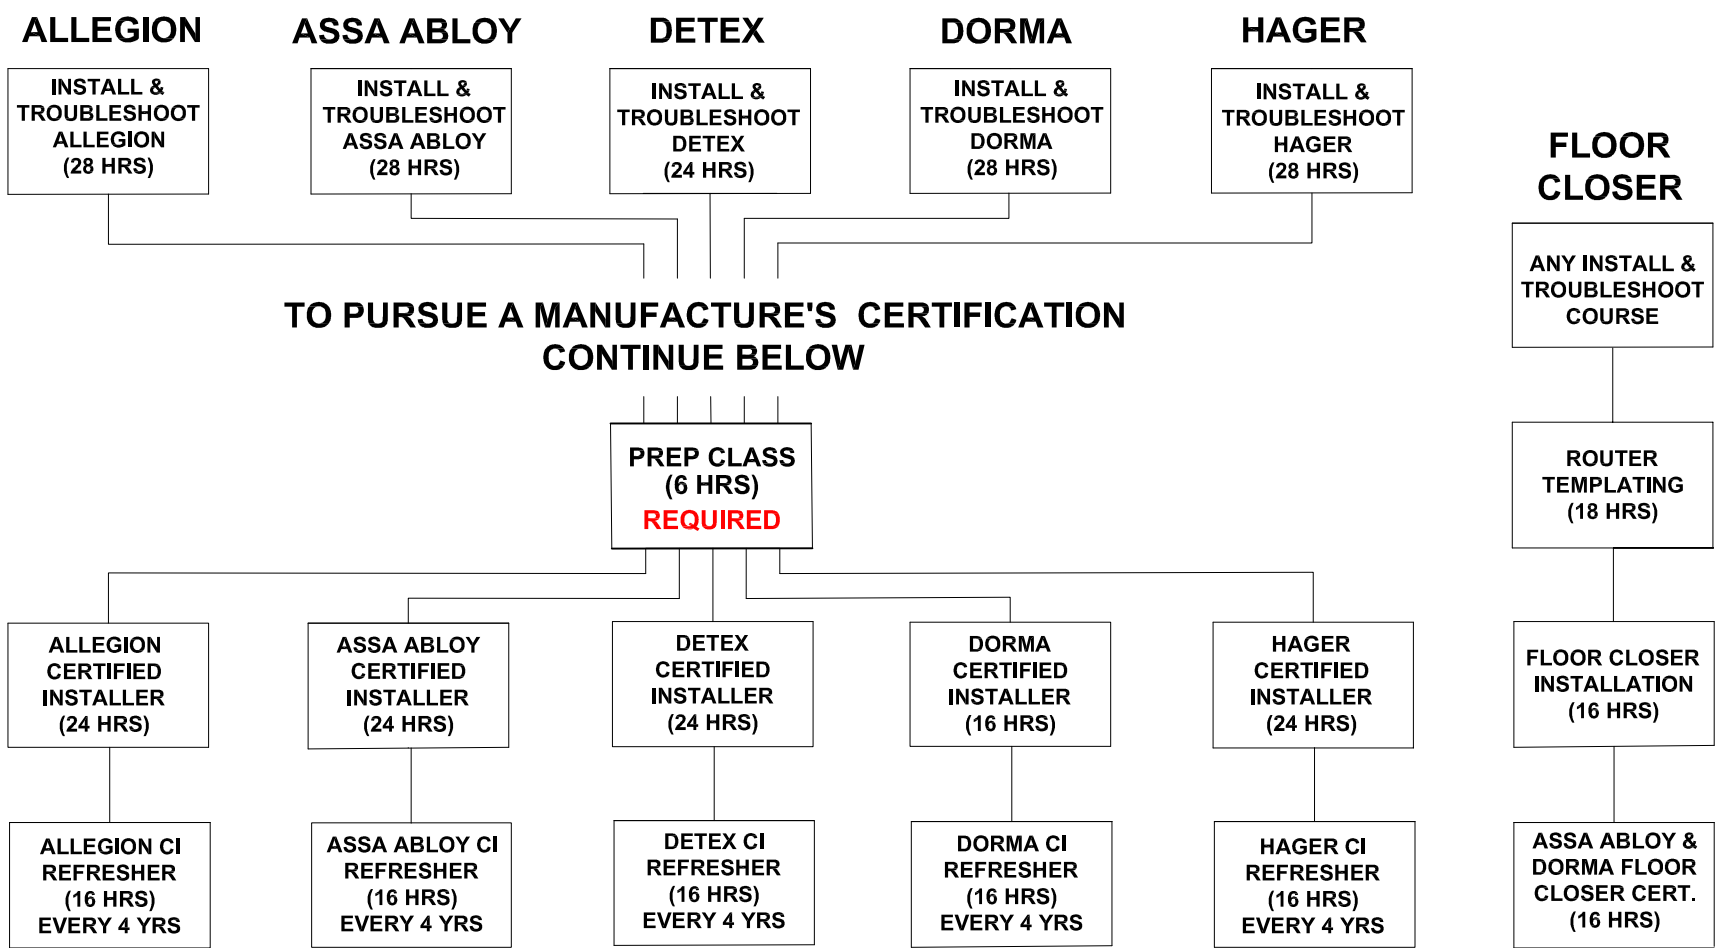 ALLEGION
ASSA ABLOY
DETEX
DORMA
HAGER
INSTALL &
TROUBLESHOOT
ALLEGION
(28 HRS)
INSTALL &
TROUBLESHOOT
ASSA ABLOY
(28 HRS)
INSTALL &
TROUBLESHOOT
DETEX
(24 HRS)
INSTALL &
TROUBLESHOOT
DORMA
(28 HRS)
INSTALL &
TROUBLESHOOT
HAGER
(28 HRS)
TO PURSUE A MANUFACTURE'S CERTIFICATION
CONTINUE BELOW
PREP CLASS
(6 HRS)
REQUIRED
ALLEGION
CERTIFIED
INSTALLER
(24 HRS)
ASSA ABLOY
CERTIFIED
INSTALLER
(24 HRS)
DETEX
CERTIFIED
INSTALLER
(24 HRS)
DORMA
CERTIFIED
INSTALLER
(16 HRS)
HAGER
CERTIFIED
INSTALLER
(24 HRS)
ALLEGION CI
REFRESHER
(16 HRS)
EVERY 4 YRS
ASSA ABLOY CI
REFRESHER
(16 HRS)
EVERY 4 YRS
DETEX CI
REFRESHER
(16 HRS)
EVERY 4 YRS
DORMA CI
REFRESHER
(16 HRS)
EVERY 4 YRS
HAGER CI
REFRESHER
(16 HRS)
EVERY 4 YRS
FLOOR
CLOSER
ANY INSTALL &
TROUBLESHOOT
COURSE
ROUTER
TEMPLATING
(18 HRS)
FLOOR CLOSER
INSTALLATION
(16 HRS)
ASSA ABLOY &
DORMA FLOOR
CLOSER CERT.
(16 HRS)